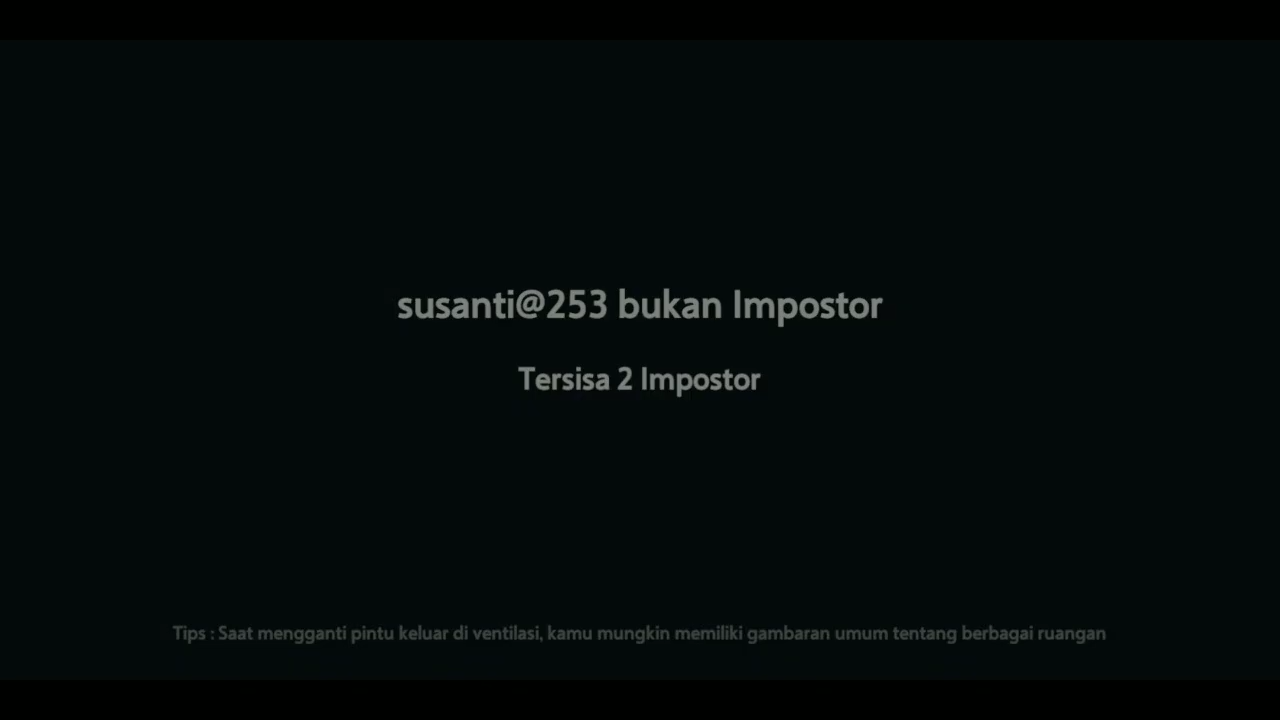 susanti@253 bukan Impostor
Tersisa 2 Impostor
Tips : Saat mengganti pintu keluar di ventilasi, kamu mungkin memiliki gambaran umum tentang berbagai ruangan